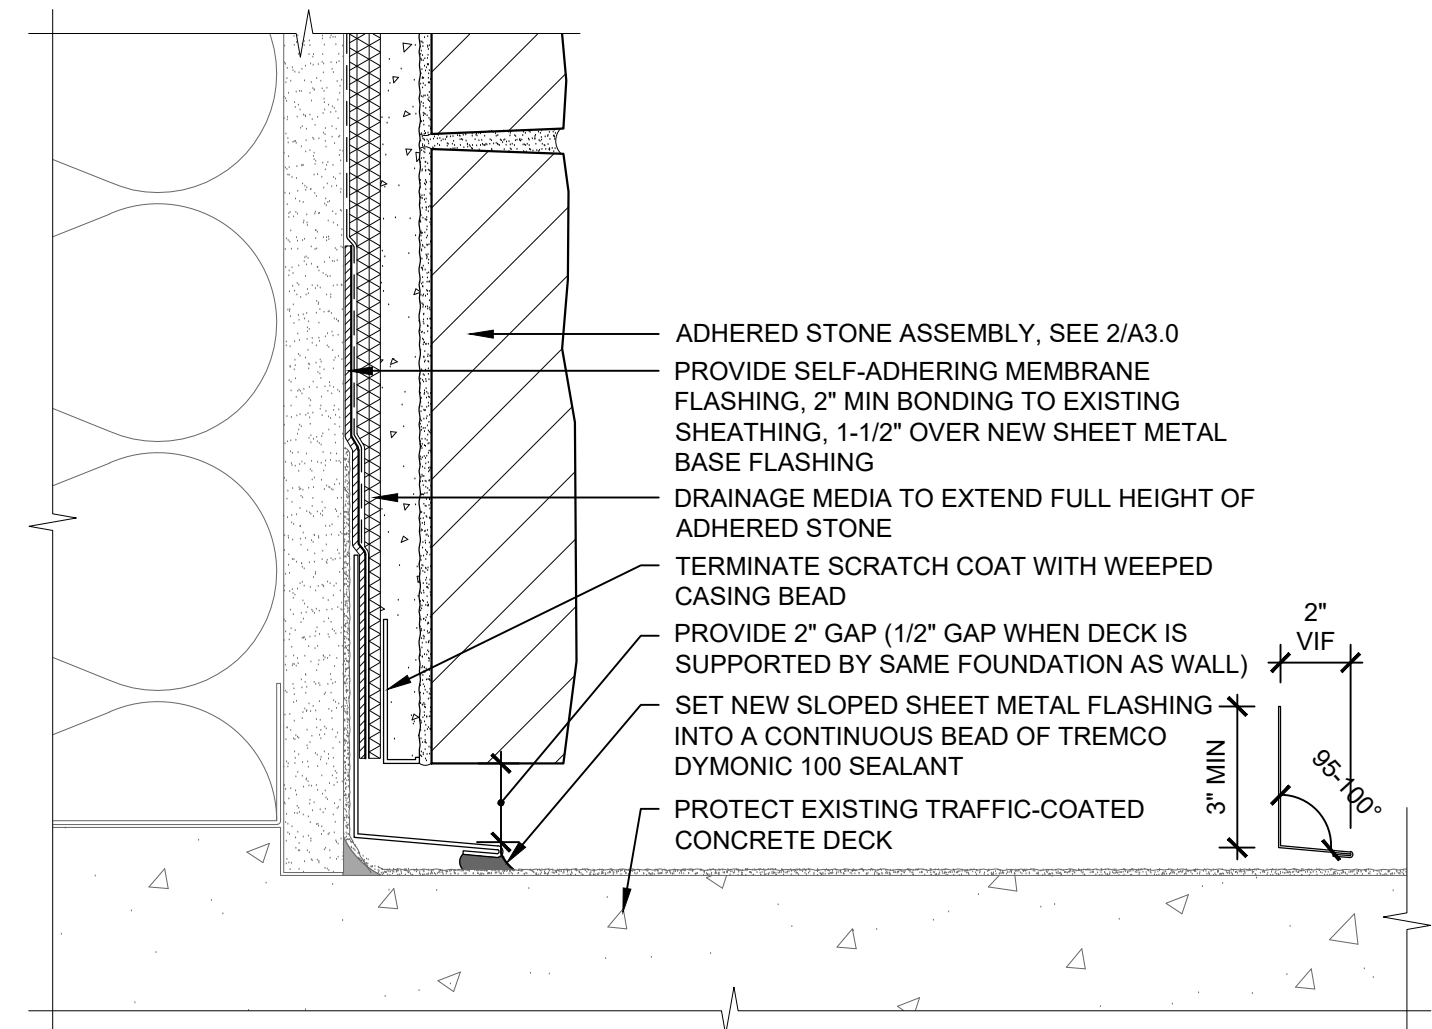 ADHERED STONE ASSEMBLY, SEE 2/A3.0
PROVIDE SELF-ADHERING MEMBRANE
FLASHING, 2" MIN BONDING TO EXISTING
SHEATHING, 1-1/2" OVER NEW SHEET METAL
BASE FLASHING
DRAINAGE MEDIA TO EXTEND FULL HEIGHT OF
ADHERED STONE
TERMINATE SCRATCH COAT WITH WEEPED
CASING BEAD
PROVIDE 2" GAP (1/2" GAP WHEN DECK IS
SUPPORTED BY SAME FOUNDATION AS WALL)
SET NEW SLOPED SHEET METAL FLASHING
INTO A CONTINUOUS BEAD OF TREMCO
DYMONIC 100 SEALANT
PROTECT EXISTING TRAFFIC-COATED
CONCRETE DECK
2"
VIF
3" MIN
95-100°